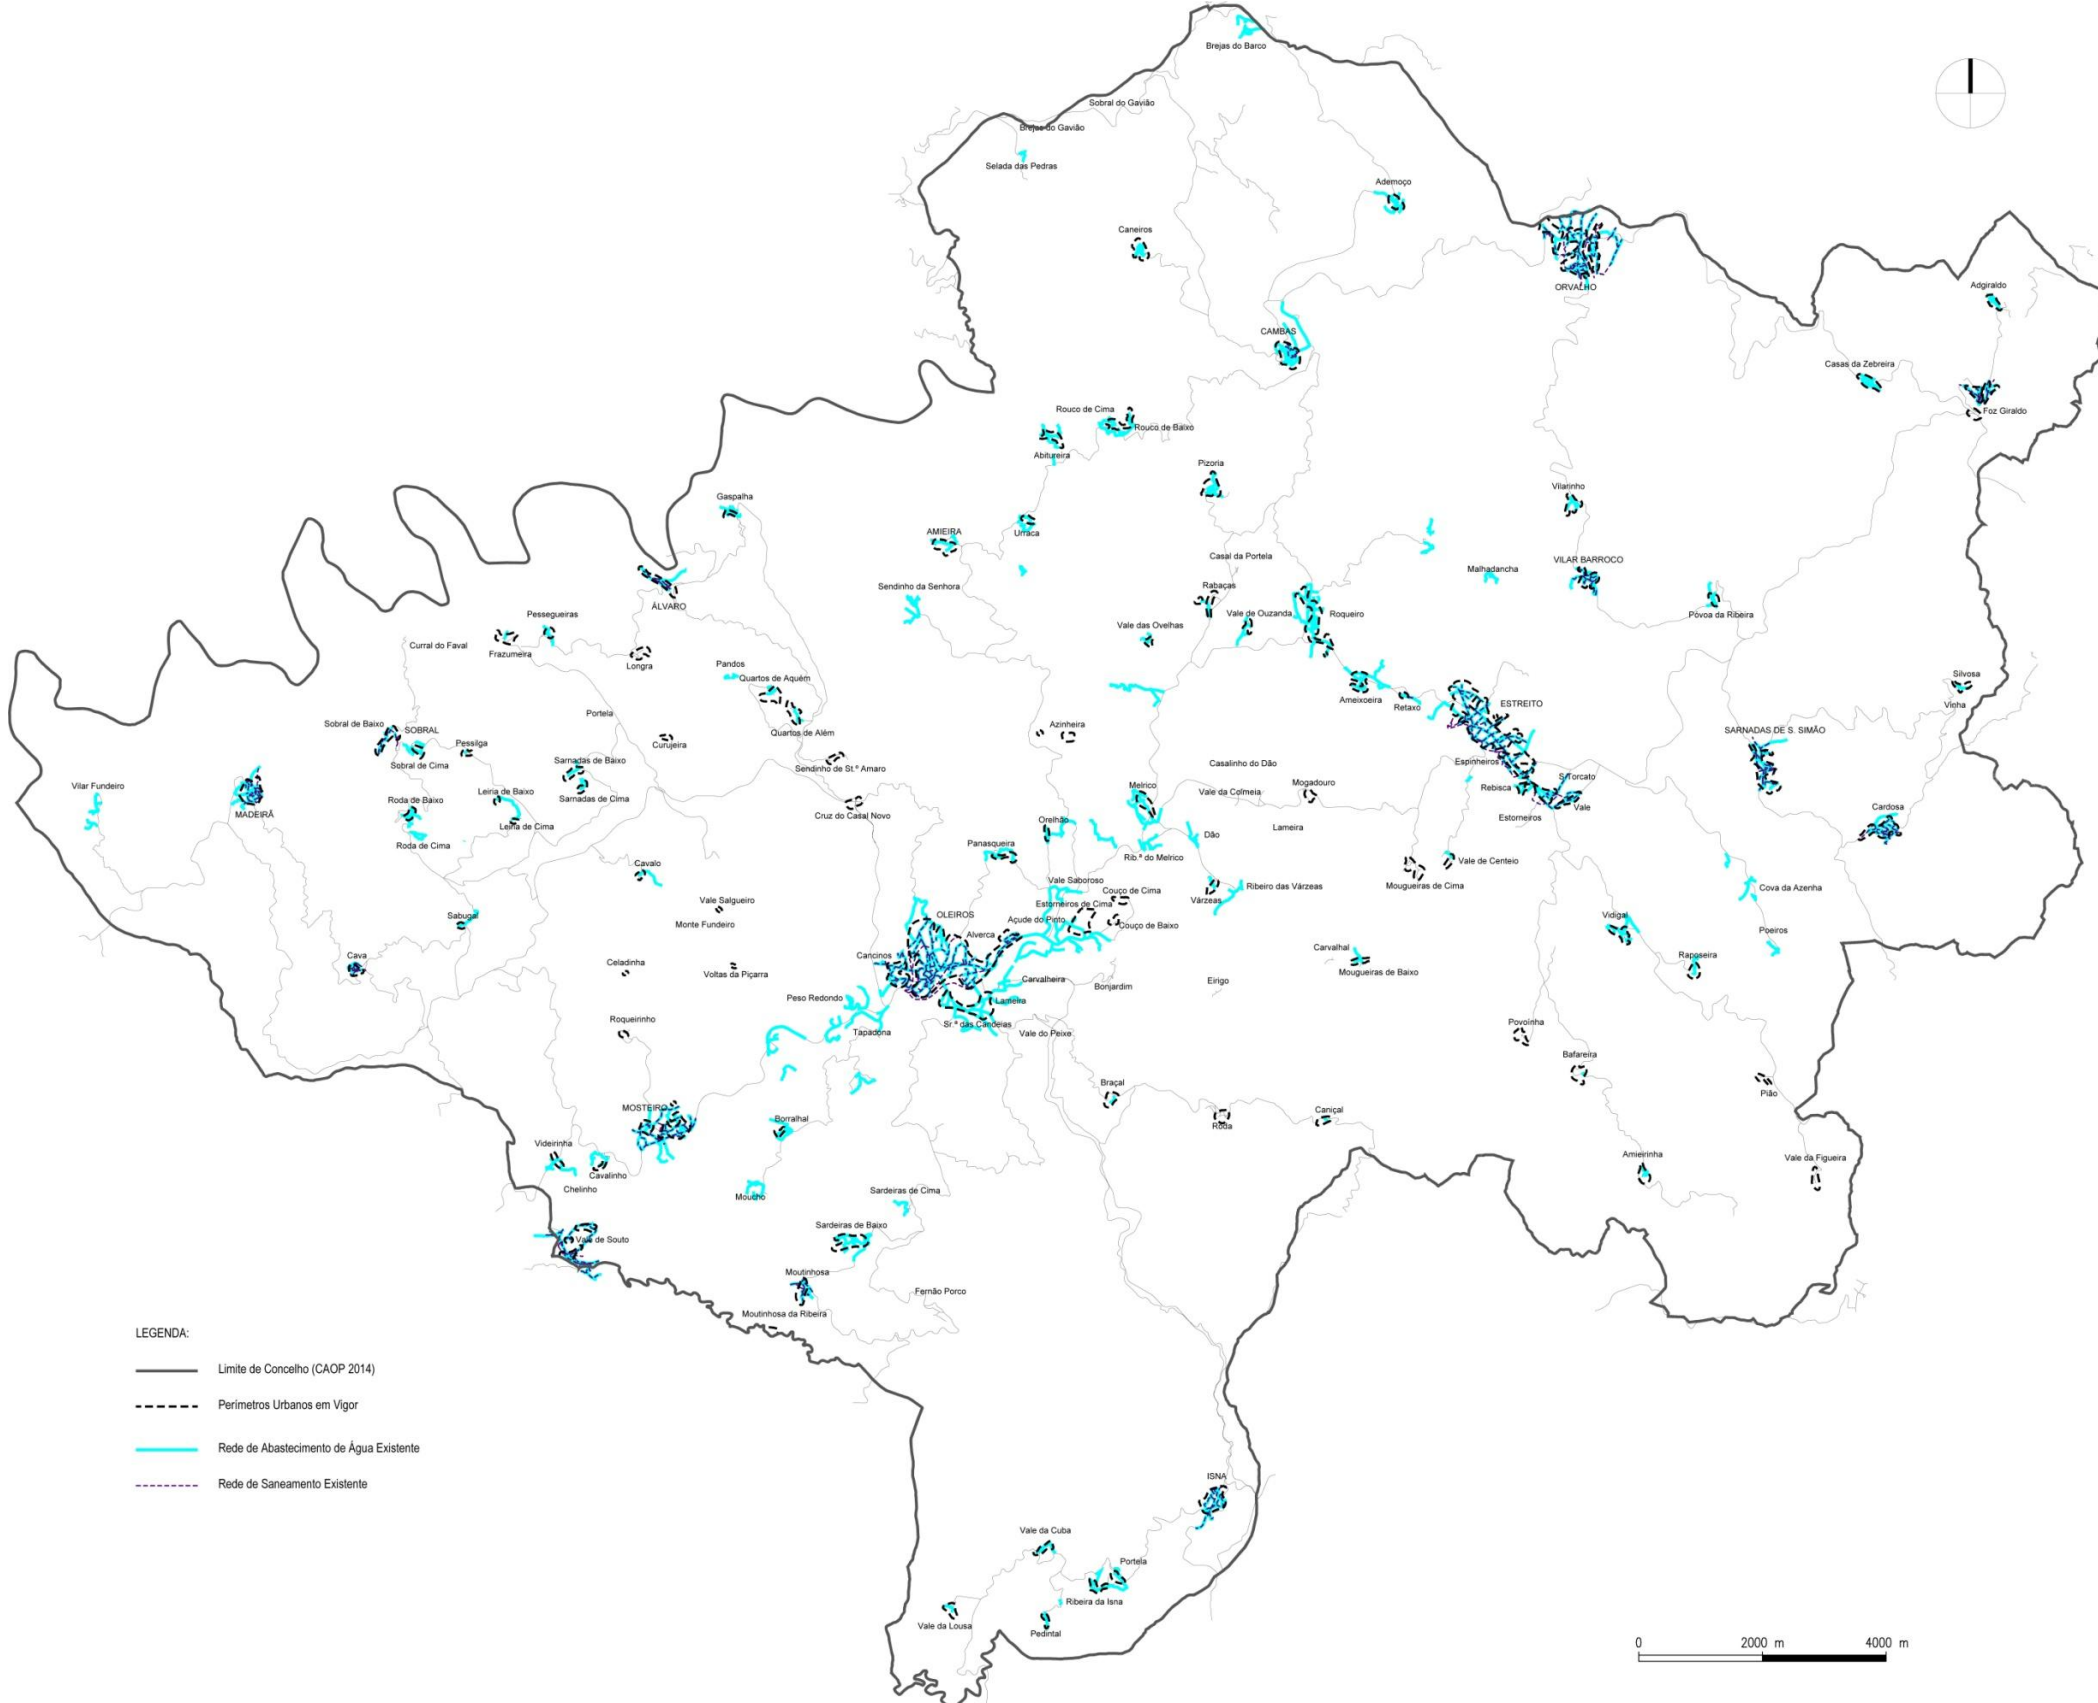 Brejas do Barco
Sobral do Gavião
Brejas do Gavião
Selada das Pedras
Ademoço
Caneiros
ORVALHO
Adgiraldo
CAMBAS
Casas da Zebreira
Foz Giraldo
Rouco de Cima
Rouco de Baixo
Abitureira
Pizoria
Vilarinho
Gaspalha
AMIEIRA
Urraca
Casal da Portela
VILAR BARROCO
Malhadancha
Sendinho da Senhora
Rabaças
ÁLVARO
Pessegueiras
Vale de Ouzanda
Roqueiro
Póvoa da Ribeira
Vale das Ovelhas
Curral do Faval
Frazumeira
Longra
Pandos
Quartos de Aquém
Silvosa
Vinha
Ameixoeira
Retaxo
ESTREITO
Portela
Sobral de Baixo
SOBRAL
Azinheira
Quartos de Além
SARNADAS DE S. SIMÃO
Pessilga
Curujeira
Sobral de Cima
Sarnadas de Baixo
Sendinho de St.º Amaro
Casalinho do Dão
Espinheiros
S.Torcato
Vilar Fundeiro
Melrico
Mogadouro
Rebisca
Leiria de Baixo
Vale da Colmeia
Roda de Baixo
Sarnadas de Cima
Vale
Cardosa
MADEIRÃ
Cruz do Casal Novo
Estorneiros
Orelhão
Leiria de Cima
Lameira
Dão
Roda de Cima
Panasqueira
Rib.ª do Melrico
Cavalo
Vale de Centeio
Vale Saboroso
Mougueiras de Cima
Ribeiro das Várzeas
Cova da Azenha
Couço de Cima
Vale Salgueiro
Várzeas
Estorneiros de Cima
Sabugal
OLEIROS
Açude do Pinto
Vidigal
Monte Fundeiro
Couço de Baixo
Alverca
Poeiros
Carvalhal
Cava
Cancinos
Raposeira
Celadinha
Voltas da Piçarra
Mougueiras de Baixo
Carvalheira
Eirigo
Bonjardim
Peso Redondo
Lameira
Roqueirinho
Sr.ª das Candeias
Povoinha
Tapadona
Vale do Peixe
Bafareira
Braçal
Pião
MOSTEIRO
Caniçal
Borralhal
Roda
Videirinha
Amieirinha
Vale da Figueira
Cavalinho
Chelinho
Sardeiras de Cima
Moucho
Sardeiras de Baixo
Vale de Souto
Moutinhosa
Fernão Porco
Moutinhosa da Ribeira
LEGENDA:
Limite de Concelho (CAOP 2014)
Perímetros Urbanos em Vigor
Rede de Abastecimento de Água Existente
Rede de Saneamento Existente
ISNA
Vale da Cuba
Portela
Ribeira da Isna
Vale da Lousa
Pedintal
0 2000 m 4000 m